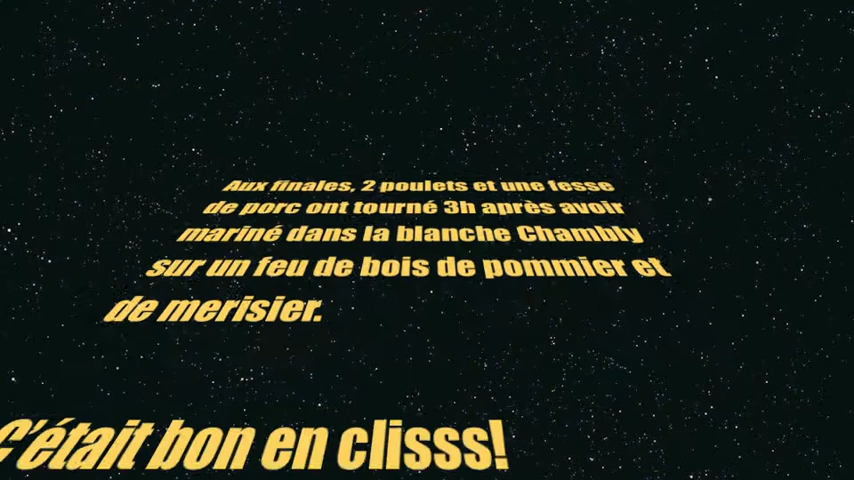 Aux finales, 2 poulets et une fesse
de porc ont tourné 3h après avoir
mariné dans la blanche Chambly
sur un feu de bois de pommier et
de merisier.
C'était bon en clisss!